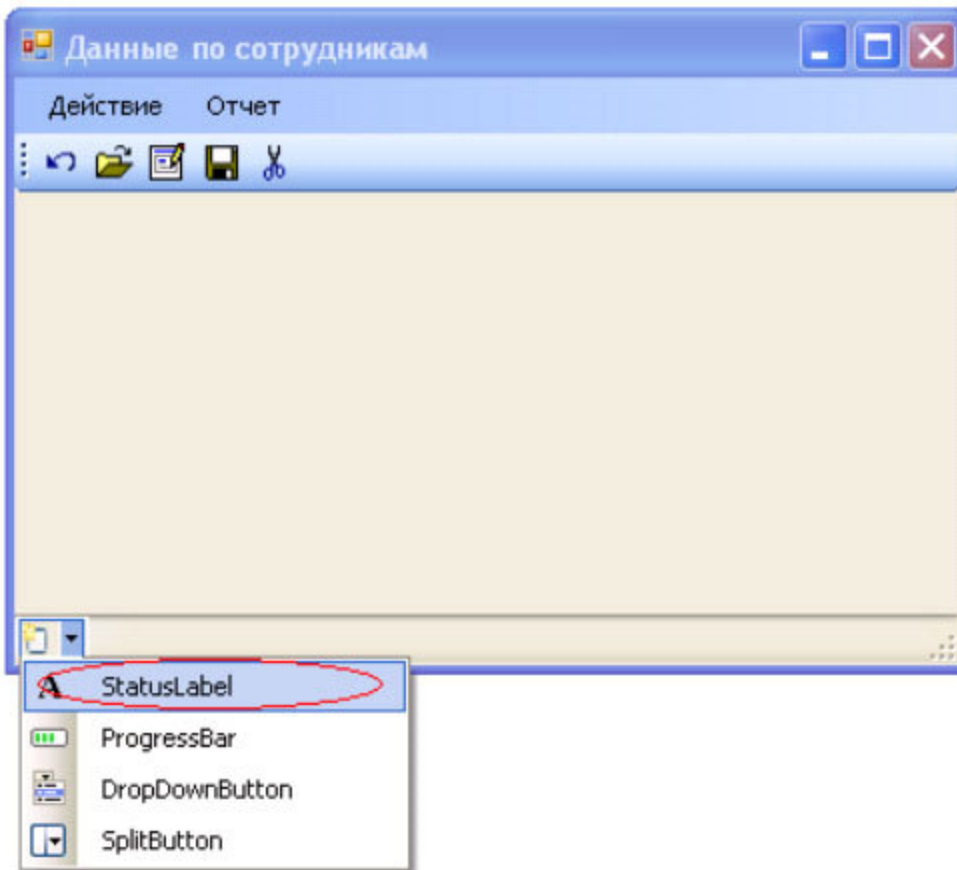 Данные по сотрудникам
Действие Отчет
StatusLabel
ProgressBar
DropDownButton
SplitButton